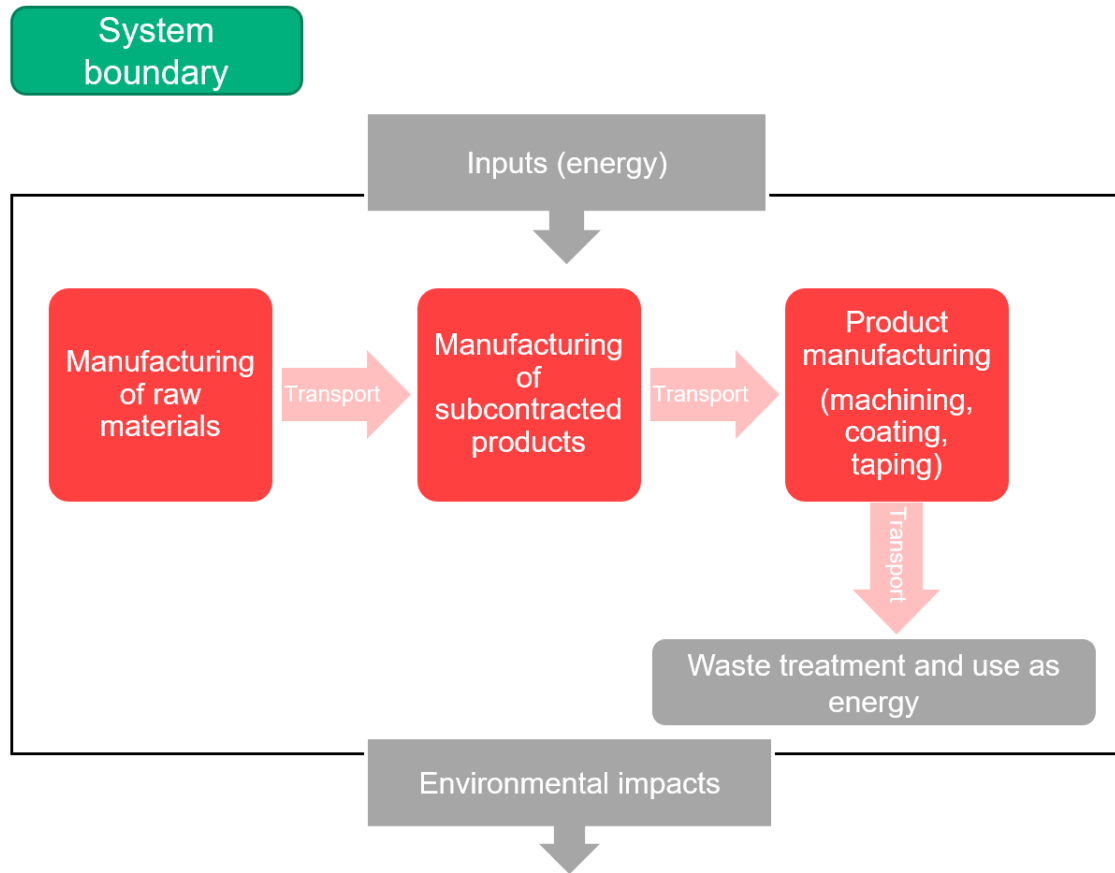 System
boundary
Inputs (energy)
Manufacturing
of raw
materials
Transport
Manufacturing
of
subcontracted
products
Transport
Product
manufacturing
(machining,
coating,
taping)
Transport
Waste treatment and use as
energy
Environmental impacts